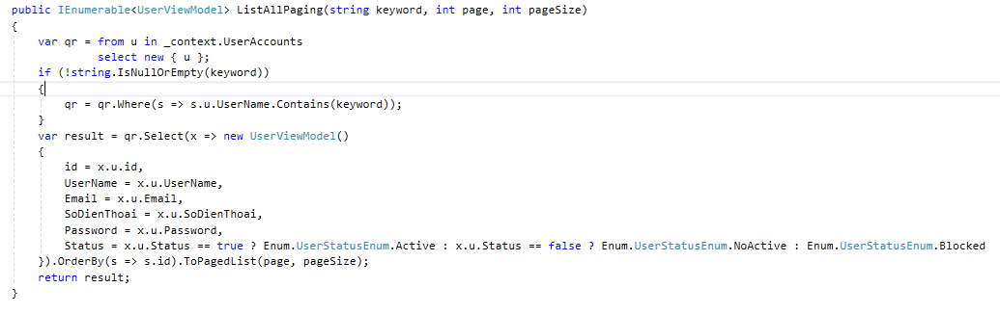 public IEnumerable<UserViewModel> ListAllPaging(string keyword, int page, int pageSize)
{
    var qr = from u in _context.UserAccounts
             select new { u };
    if (!string.IsNullOrEmpty(keyword))
    {
        qr = qr.Where(s => s.u.UserName.Contains(keyword));
    }
    var result = qr.Select(x => new UserViewModel()
    {
        id = x.u.id,
        UserName = x.u.UserName,
        Email = x.u.Email,
        SoDienThoai = x.u.SoDienThoai,
        Password = x.u.Password,
        Status = x.u.Status == true ? Enum.UserStatusEnum.Active : x.u.Status == false ? Enum.UserStatusEnum.NoActive : Enum.UserStatusEnum.Blocked
    }).OrderBy(s => s.id).ToPagedList(page, pageSize);
    return result;
}